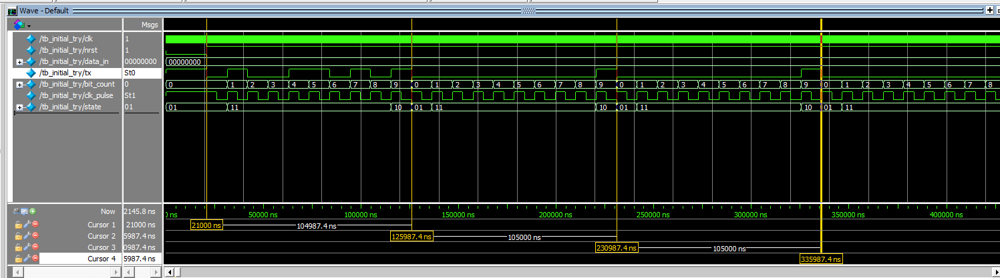 Wave - Default
Msgs
/tb_initial_try/clk 1
/tb_initial_try/nrst 1
/tb_initial_try/data_in 00000000 00000000
/tb_initial_try/tx St0
/tb_initial_try/bit_count 0 0 1 2 3 4 5 6 7 8 9 0 1 2 3 4 5 6 7 8 9 0 1 2 3 4 5 6 7 8 9 0 1 2 3 4 5 6 7 8
/tb_initial_try/clk_pulse St1
/tb_initial_try/state 01 01 11 10 01 11 10 01 11 10 01 11
Now 2145.8 ns 0 ns 50000 ns 100000 ns 150000 ns 200000 ns 250000 ns 300000 ns 350000 ns 400000 ns
Cursor 1 21000 ns 21000 ns 104987.4 ns
Cursor 2 5987.4 ns 125987.4 ns 105000 ns
Cursor 3 0987.4 ns 230987.4 ns 105000 ns
Cursor 4 5987.4 ns 335987.4 ns